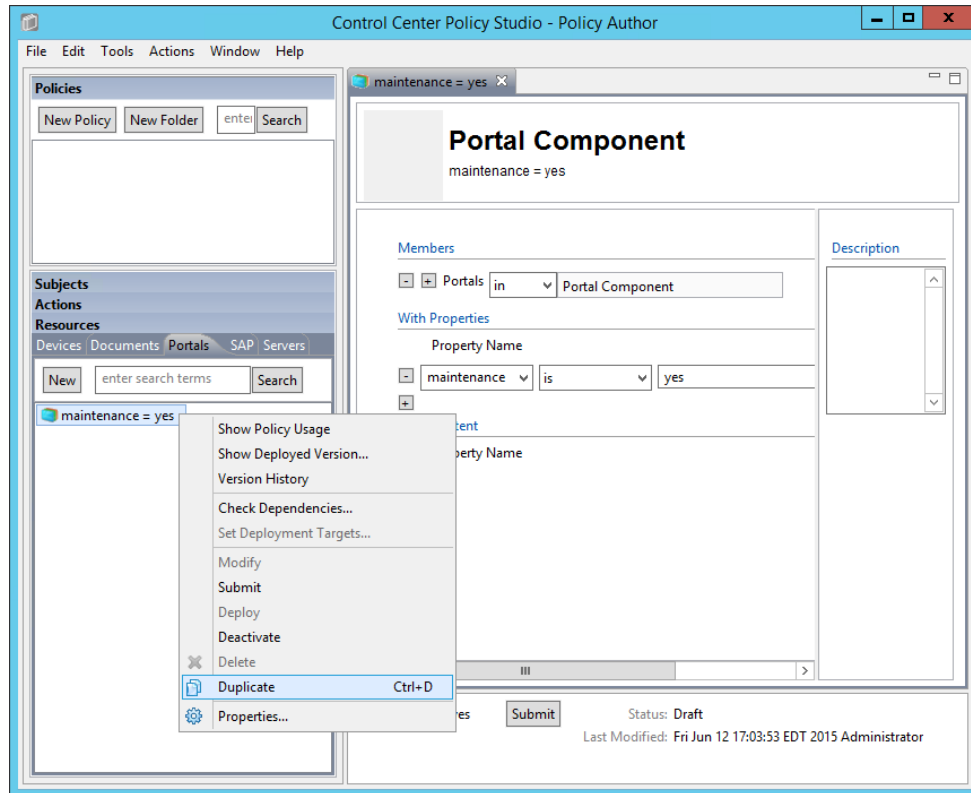 Control Center Policy Studio - Policy Author
File Edit Tools Actions Window Help
Policies
New Policy New Folder Search
Subjects
Actions
Resources
Devices Documents Portals SAP Servers
New enter search terms Search
maintenance = yes
Show Policy Usage
Show Deployed Version...
Version History
Check Dependencies...
Set Deployment Targets...
Modify
Submit
Deploy
Deactivate
Delete
Duplicate Ctrl+D
Properties...
maintenance = yes
Portal Component
maintenance = yes
Members
- + Portals in Portal Component
With Properties
Property Name
- maintenance is yes
+
tent
perty Name
Description
res Submit Status: Draft
Last Modified: Fri Jun 12 17:03:53 EDT 2015 Administrator